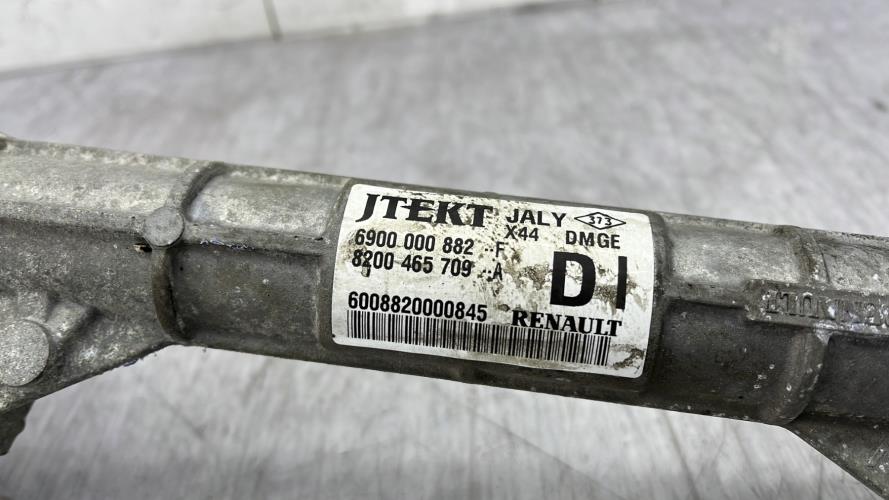 JTEKT JALY 373
X44 DMGE
6900 000 882 ..F
8200 465 709 ..A
DI
6008820000845 RENAULT